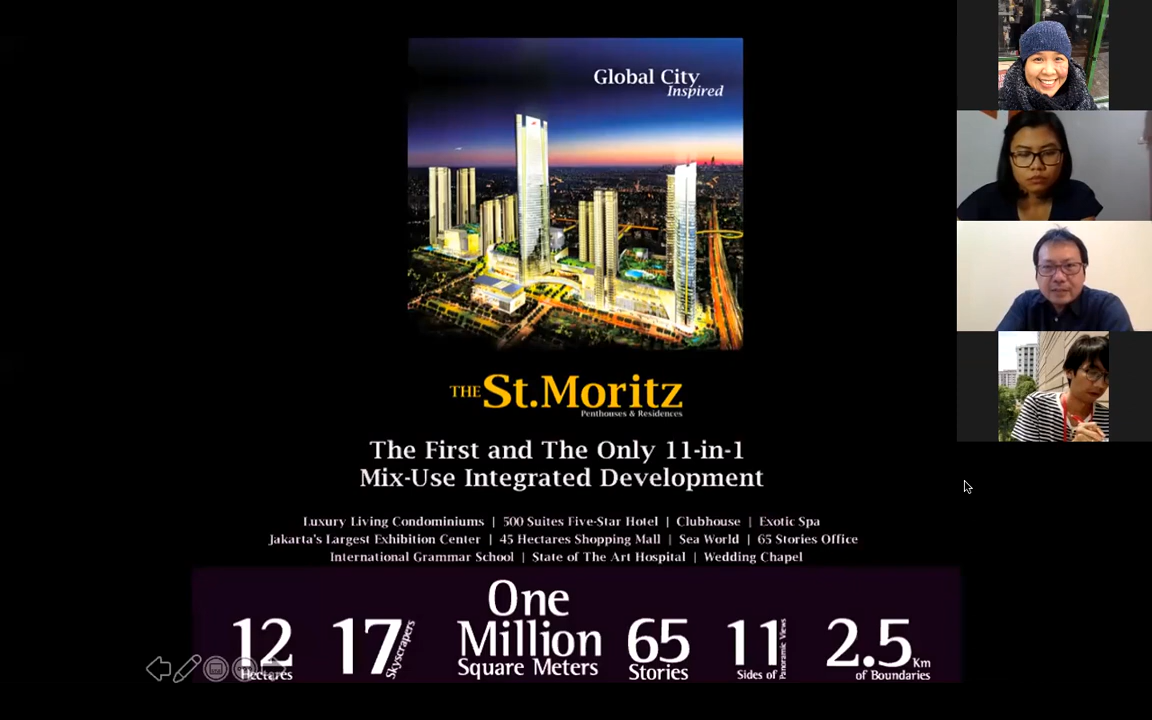 Global City
Inspired
THE St.Moritz
Penthouses & Residences
The First and The Only 11-in-1
Mix-Use Integrated Development
Luxury Living Condominiums | 500 Suites Five-Star Hotel | Clubhouse | Exotic Spa
Jakarta's Largest Exhibition Center | 45 Hectares Shopping Mall | Sea World | 65 Stories Office
International Grammar School | State of The Art Hospital | Wedding Chapel
12 Hectares
17 Skyscrapers
One Million Square Meters
65 Stories
11 Sides of Panoramic Views
2.5 Km of Boundaries